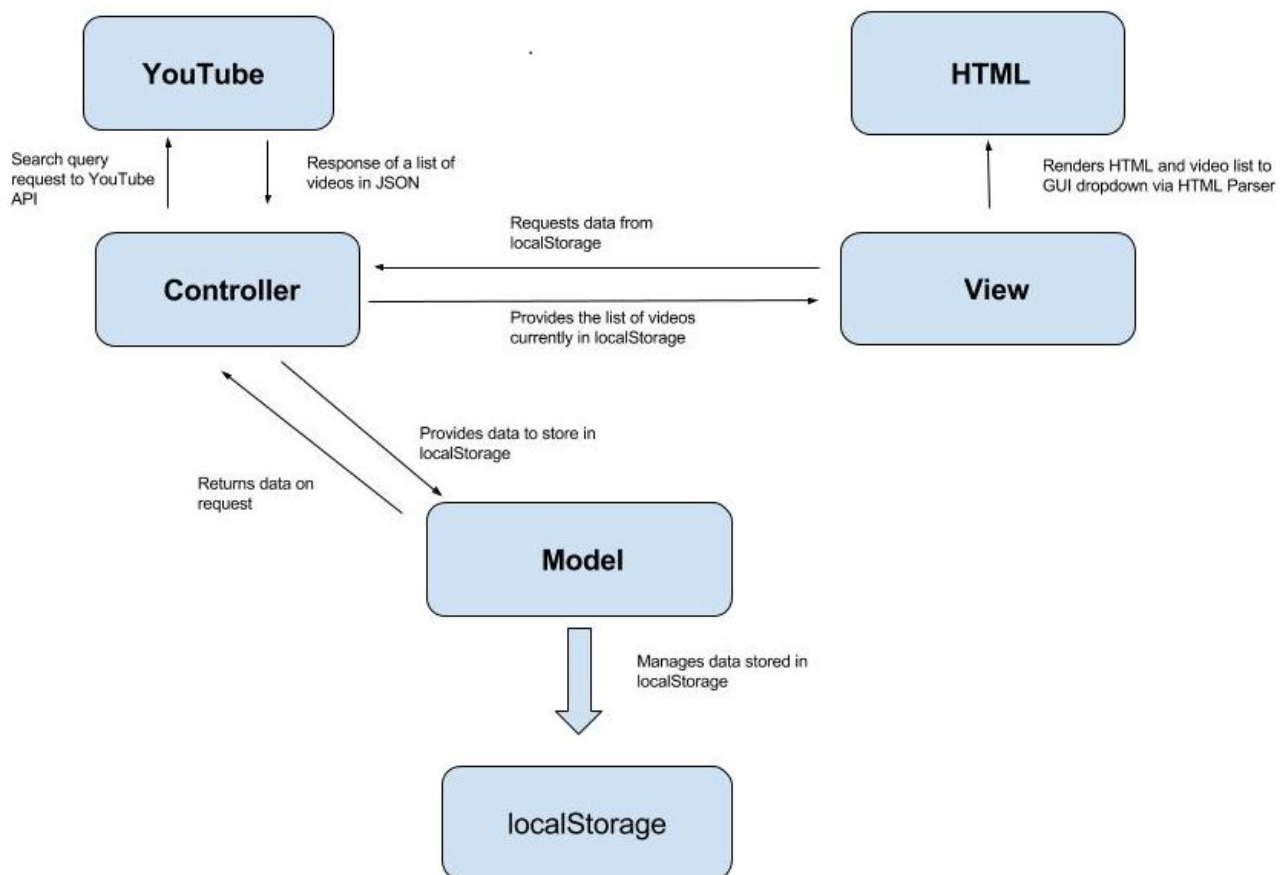 YouTube
HTML
Search query
request to YouTube
API
Response of a list of
videos in JSON
Renders HTML and video list to
GUI dropdown via HTML Parser
Requests data from
localStorage
Controller
View
Provides the list of videos
currently in localStorage
Provides data to store in
localStorage
Returns data on
request
Model
Manages data stored in
localStorage
localStorage